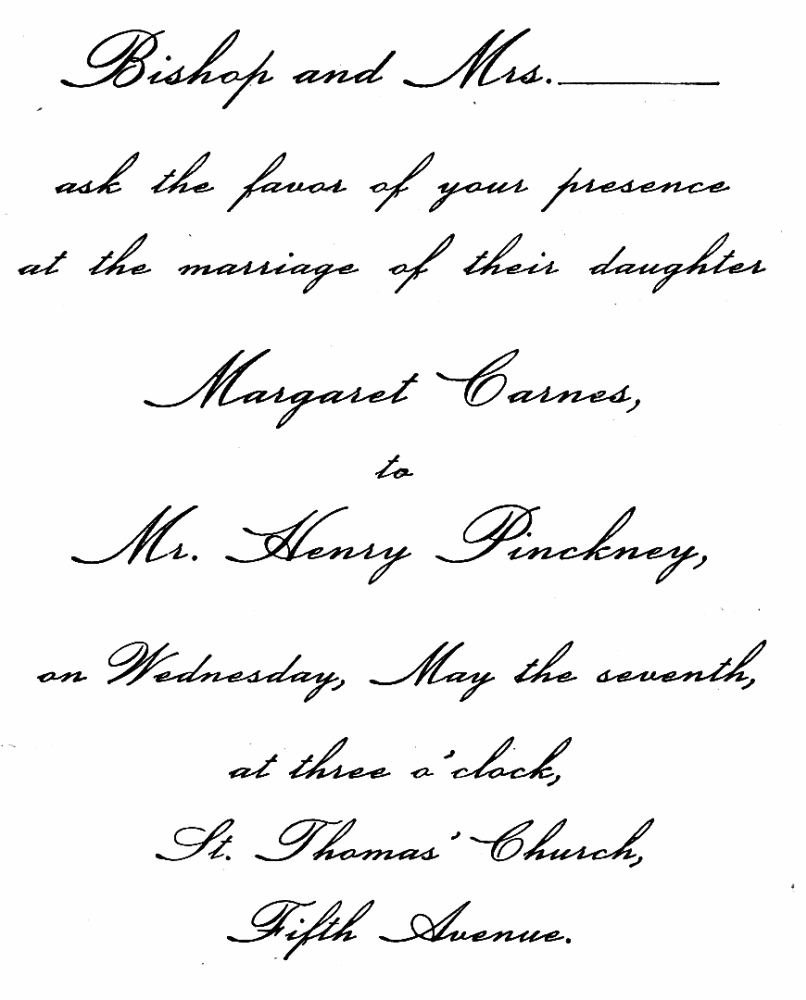 Bishop and Mrs. ______
ask the favor of your presence
at the marriage of their daughter
Margaret Carnes,
to
Mr. Henry Pinckney,
on Wednesday, May the seventh,
at three o'clock,
St. Thomas' Church,
Fifth Avenue.